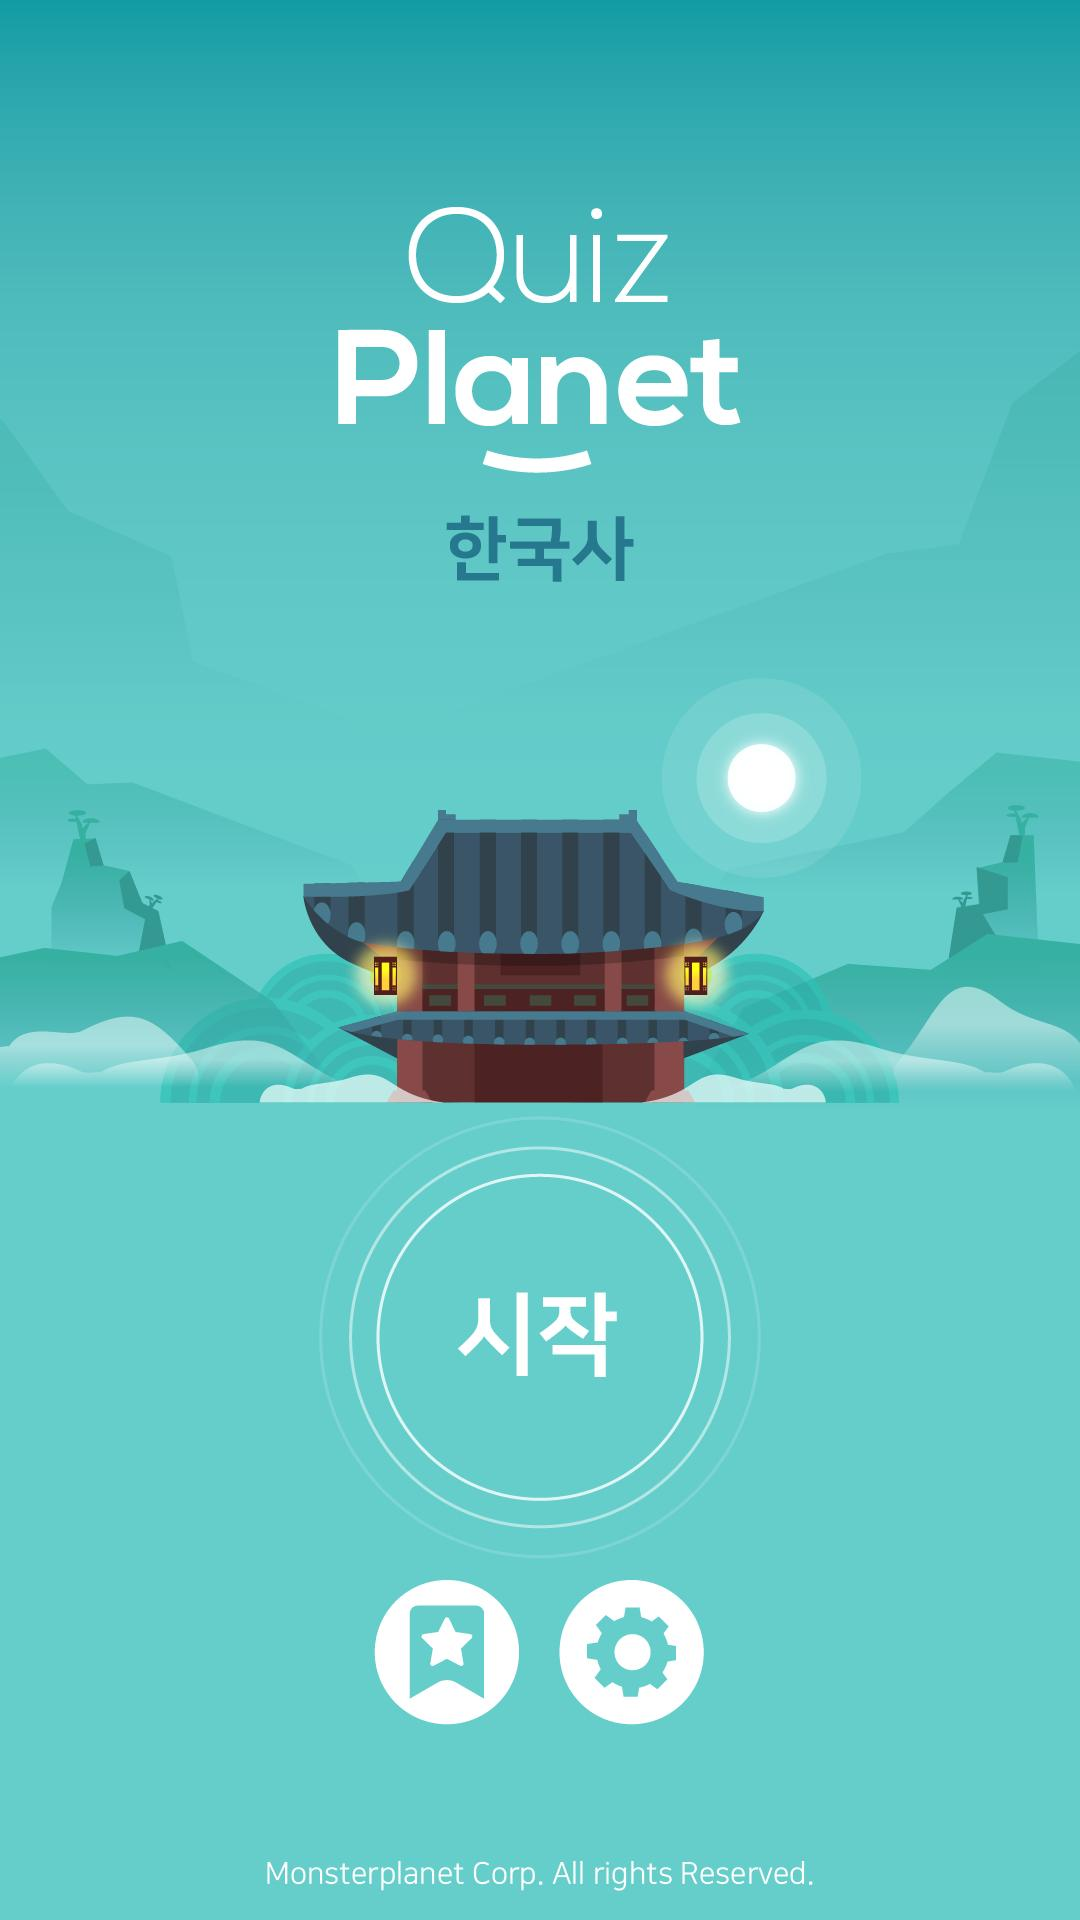 Quiz
Planet
한국사
시작
Monsterplanet Corp. All rights Reserved.